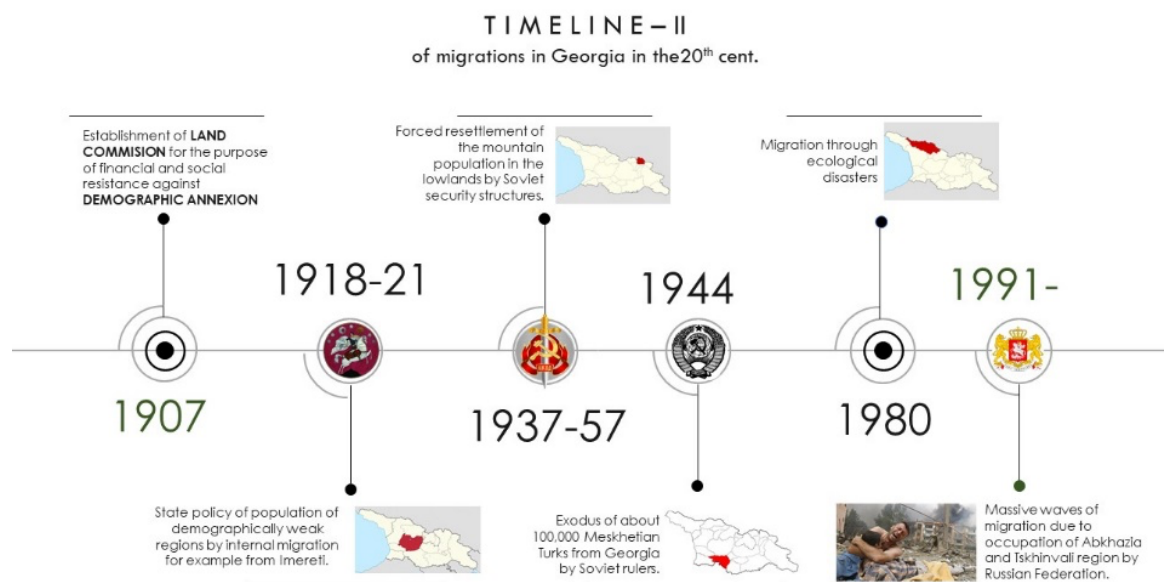 TIMELINE–II
of migrations in Georgia in the20th cent.
Establishment of LAND
COMMISION for the purpose
of financial and social
resistance against
DEMOGRAPHIC ANNEXION
Forced resettlement of
the mountain
population in the
lowlands by Soviet
security structures.
Migration through
ecological
disasters
1918-21
1944
1991-
1907
1937-57
1980
State policy of population of
demographically weak
regions by internal migration
for example from Imereti.
Exodus of about
100,000 Meskhetian
Turks from Georgia
by Soviet rulers.
Massive waves of
migration due to
occupation of Abkhazia
and Tskhinvali region by
Russian Federation.